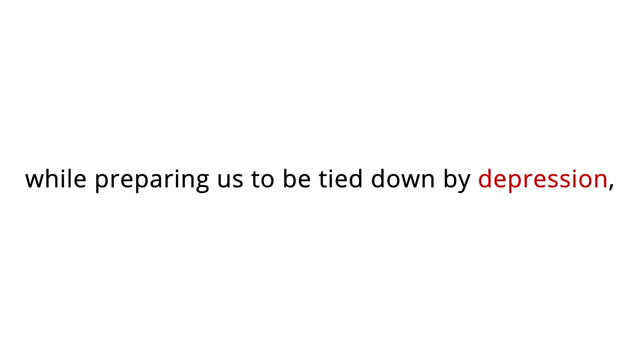 while preparing us to be tied down by depression,